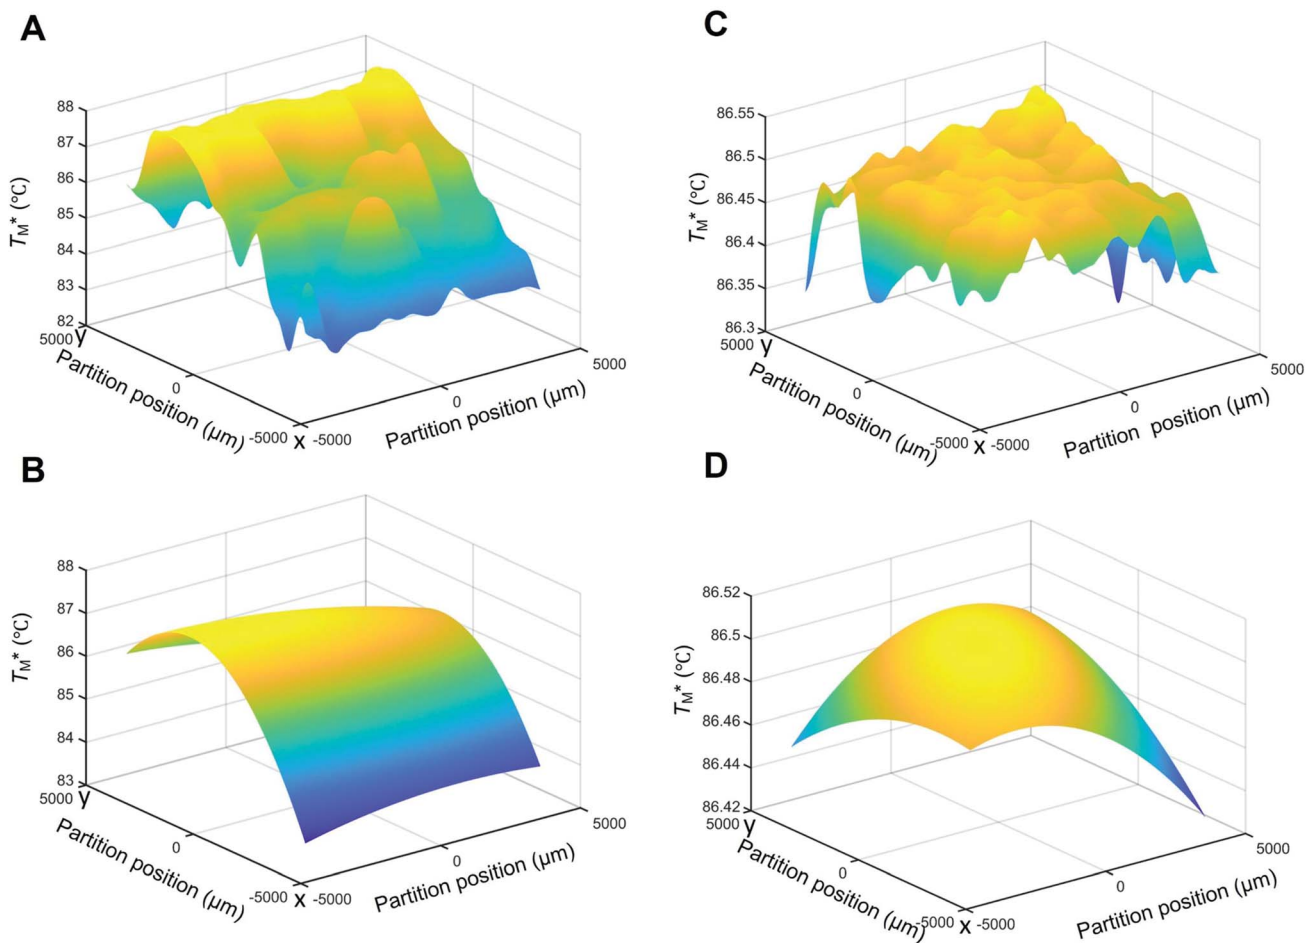 A
88
87
86
85
84
83
82
T_M* (°C)
5000 y
0
-5000
Partition position (µm)
x -5000
0
5000
Partition position (µm)
C
86.55
86.5
86.45
86.4
86.35
86.3
T_M* (°C)
5000 y
0
-5000
Partition position (µm)
x -5000
0
5000
Partition position (µm)
B
88
87
86
85
84
83
T_M* (°C)
5000 y
0
-5000
Partition position (µm)
x -5000
0
5000
Partition position (µm)
D
86.52
86.5
86.48
86.46
86.44
86.42
T_M* (°C)
5000 y
0
-5000
Partition position (µm)
x -5000
0
5000
Partition position (µm)